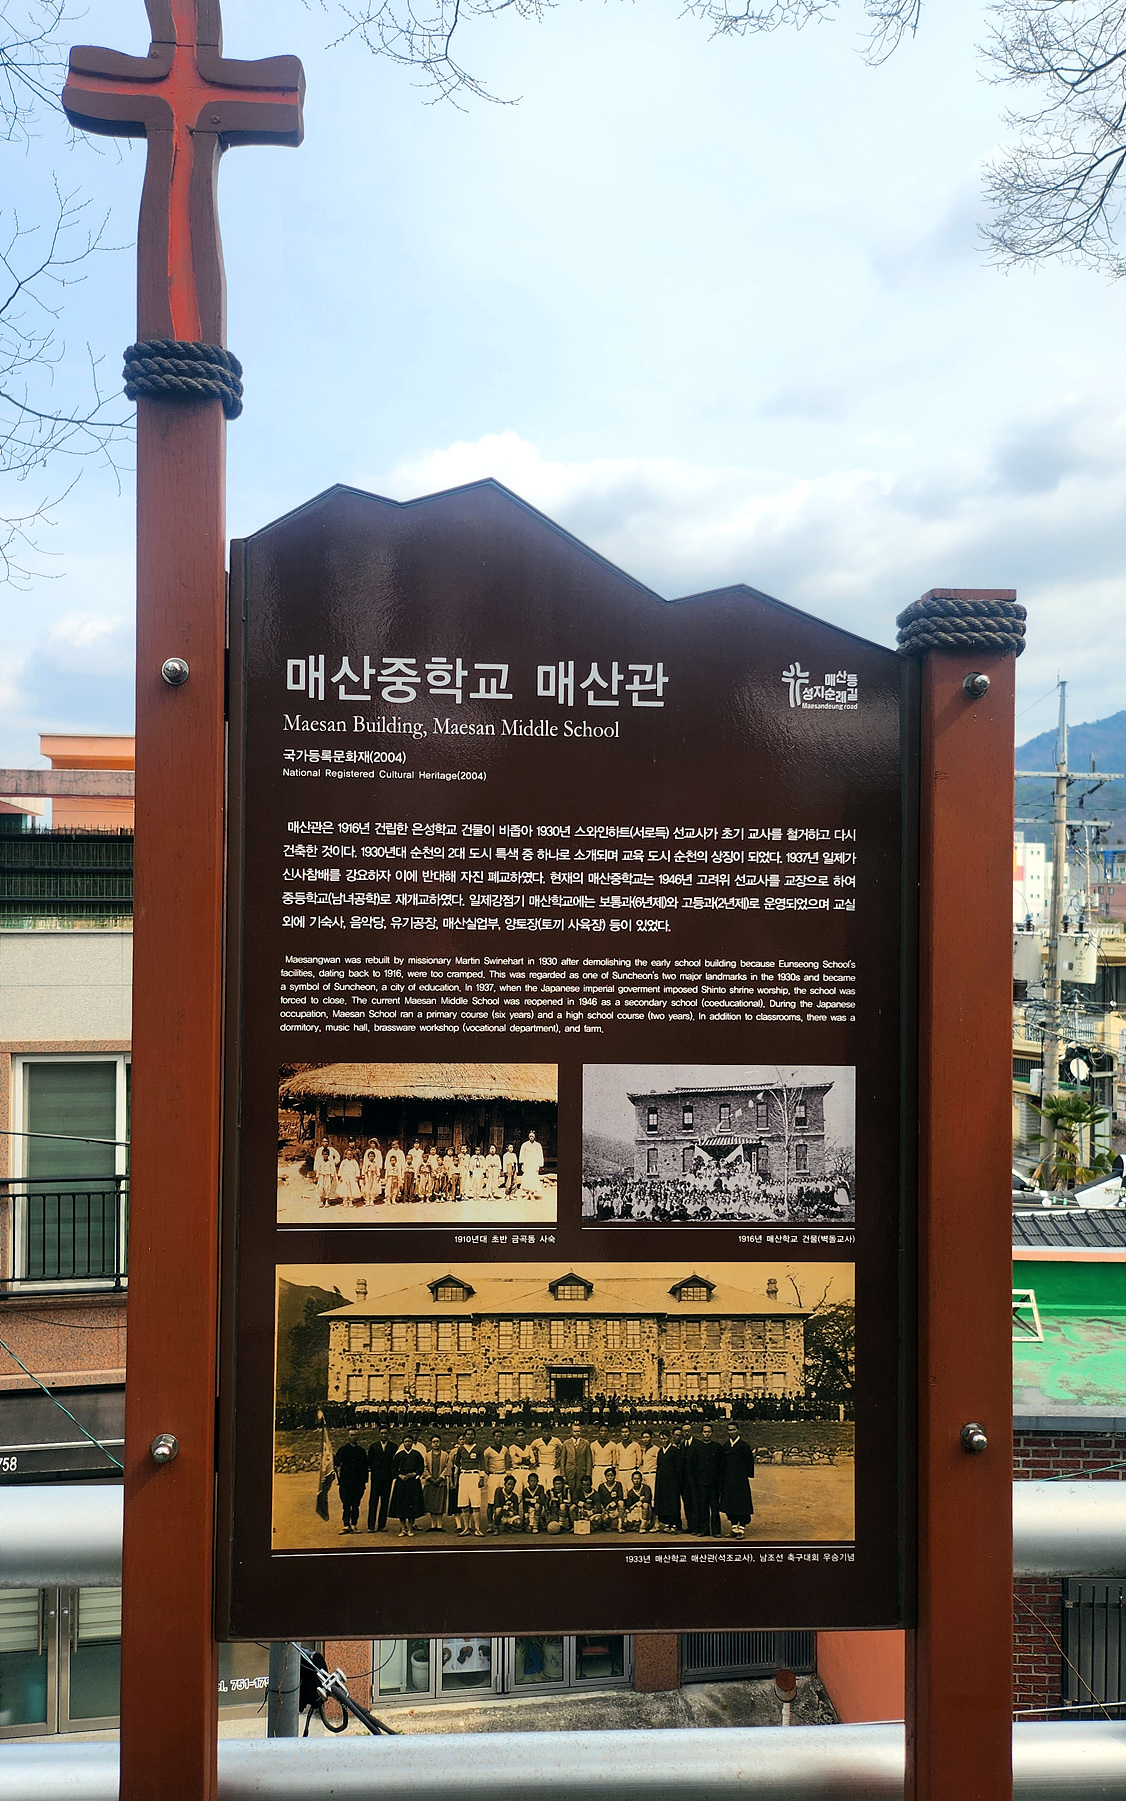 매산중학교 매산관
Maesan Building, Maesan Middle School
국가등록문화재(2004)
National Registered Cultural Heritage(2004)
매산등
성지순례길
Maesandeung road
매산관은 1916년 건립한 은성학교 건물이 비좁아 1930년 스와인하트(서로득) 선교사가 초기 교사를 철거하고 다시
건축한 것이다. 1930년대 순천의 2대 도시 특색 중 하나로 소개되며 교육 도시 순천의 상징이 되었다. 1937년 일제가
신사참배를 강요하자 이에 반대해 자진 폐교하였다. 현재의 매산중학교는 1946년 고려위 선교사를 교장으로 하여
중등학교(남녀공학)로 재개교하였다. 일제강점기 매산학교에는 보통과(6년제)와 고등과(2년제)로 운영되었으며 교실
외에 기숙사, 음악당, 유기공장, 매산실업부, 양토장(토끼 사육장) 등이 있었다.
Maesangwan was rebuilt by missionary Martin Swinehart in 1930 after demolishing the early school building because Eunseong School's
facilities, dating back to 1916, were too cramped. This was regarded as one of Suncheon's two major landmarks in the 1930s and became
a symbol of Suncheon, a city of education. In 1937, when the Japanese imperial goverment imposed Shinto shrine worship, the school was
forced to close. The current Maesan Middle School was reopened in 1946 as a secondary school (coeducational). During the Japanese
occupation, Maesan School ran a primary course (six years) and a high school course (two years). In addition to classrooms, there was a
dormitory, music hall, brassware workshop (vocational department), and farm.
1910년대 초반 금곡동 사숙
1916년 매산학교 건물(벽돌교사)
1933년 매산학교 매산관(석조교사), 남조선 축구대회 우승기념
758